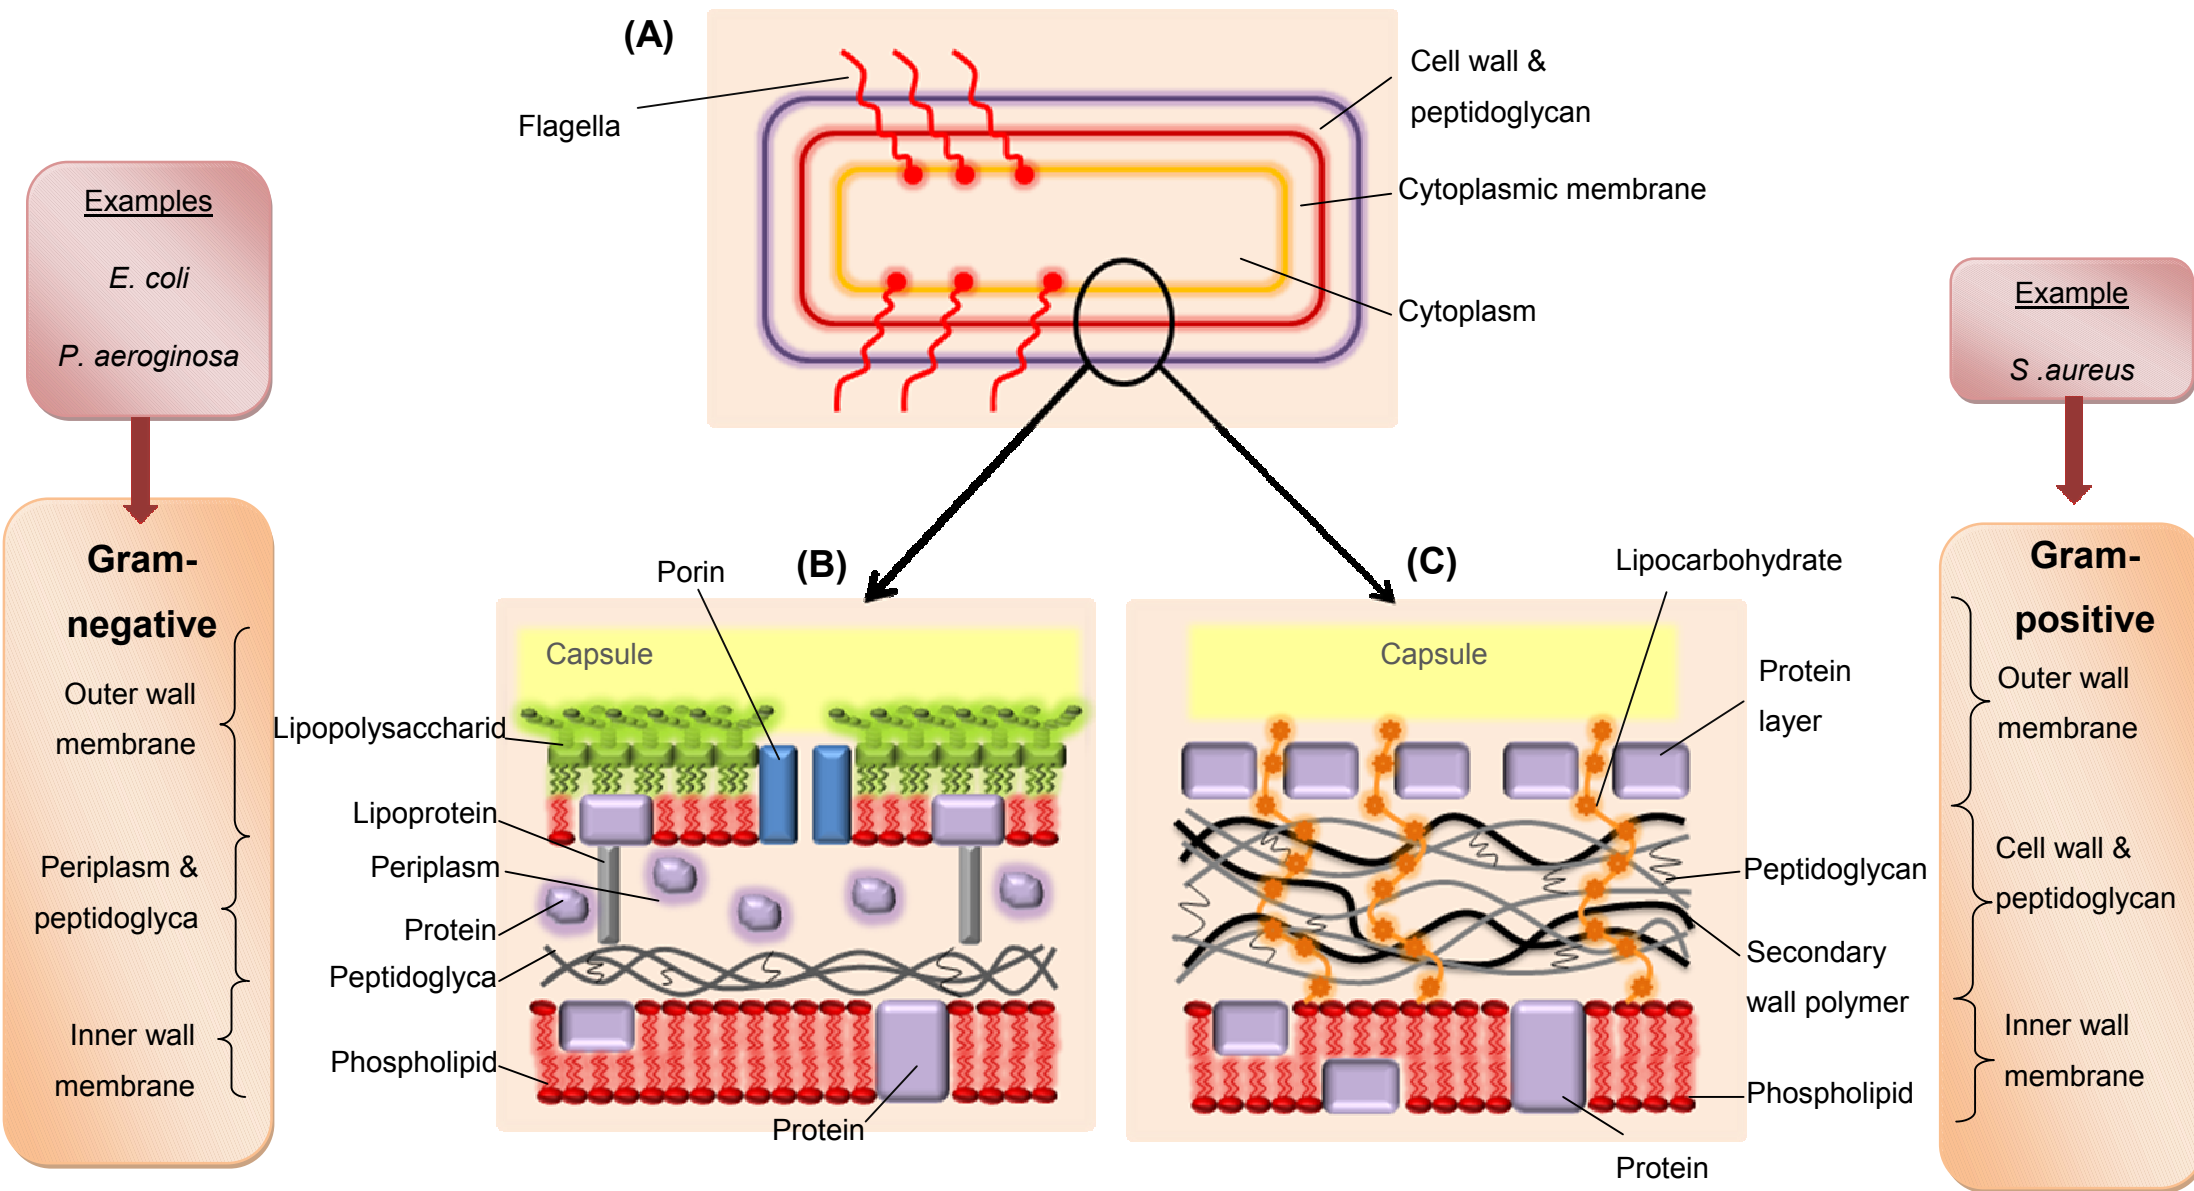 (A)
Flagella
Cell wall &
peptidoglycan
Cytoplasmic membrane
Cytoplasm
Examples
E. coli
P. aeroginosa
Example
S .aureus
Gram-
negative
Outer wall
membrane
Periplasm &
peptidoglyca
Inner wall
membrane
(B)
Porin
Capsule
Lipopolysaccharid
Lipoprotein
Periplasm
Protein
Peptidoglyca
Phospholipid
Protein
(C)
Lipocarbohydrate
Capsule
Protein
layer
Peptidoglycan
Secondary
wall polymer
Phospholipid
Protein
Gram-
positive
Outer wall
membrane
Cell wall &
peptidoglycan
Inner wall
membrane